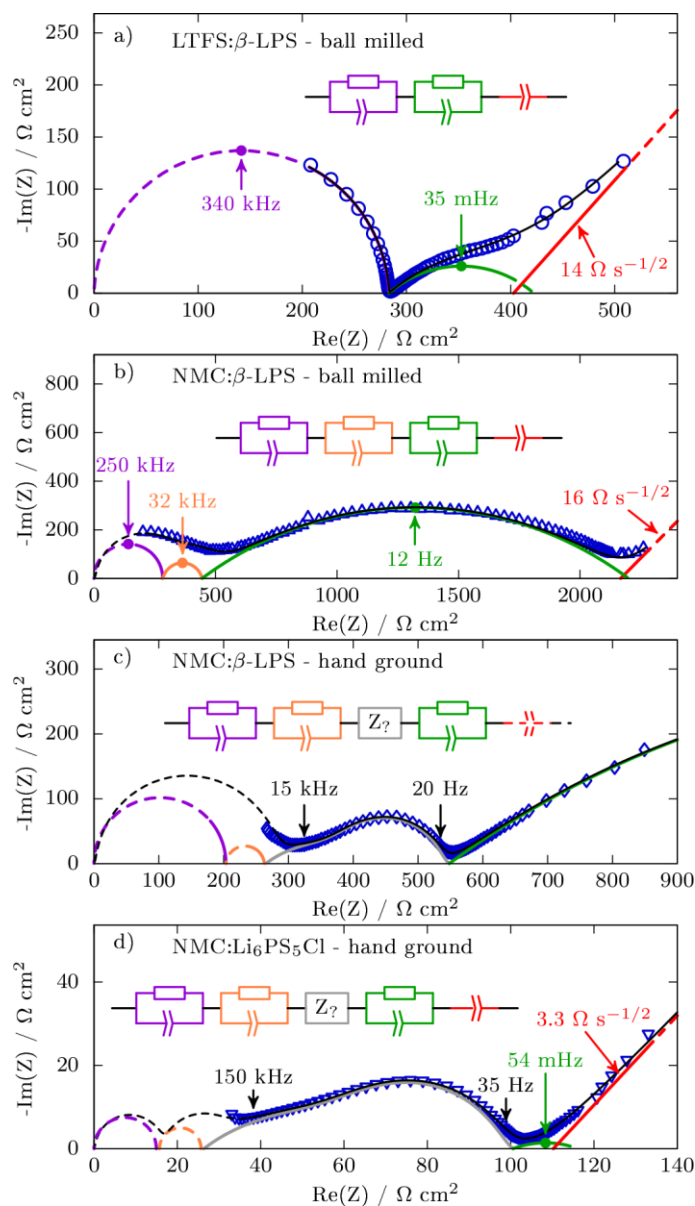 a) LTFS:β-LPS - ball milled
250
200
150
100
50
0
-Im(Z) / Ω cm²
340 kHz
35 mHz
14 Ω s⁻¹/²
0 100 200 300 400 500
Re(Z) / Ω cm²
b) NMC:β-LPS - ball milled
800
600
400
200
0
-Im(Z) / Ω cm²
250 kHz
32 kHz
12 Hz
16 Ω s⁻¹/²
0 500 1000 1500 2000
Re(Z) / Ω cm²
c) NMC:β-LPS - hand ground
300
200
100
0
-Im(Z) / Ω cm²
Z?
15 kHz
20 Hz
0 100 200 300 400 500 600 700 800 900
Re(Z) / Ω cm²
d) NMC:Li₆PS₅Cl - hand ground
40
20
0
-Im(Z) / Ω cm²
Z?
150 kHz
35 Hz
54 mHz
3.3 Ω s⁻¹/²
0 20 40 60 80 100 120 140
Re(Z) / Ω cm²